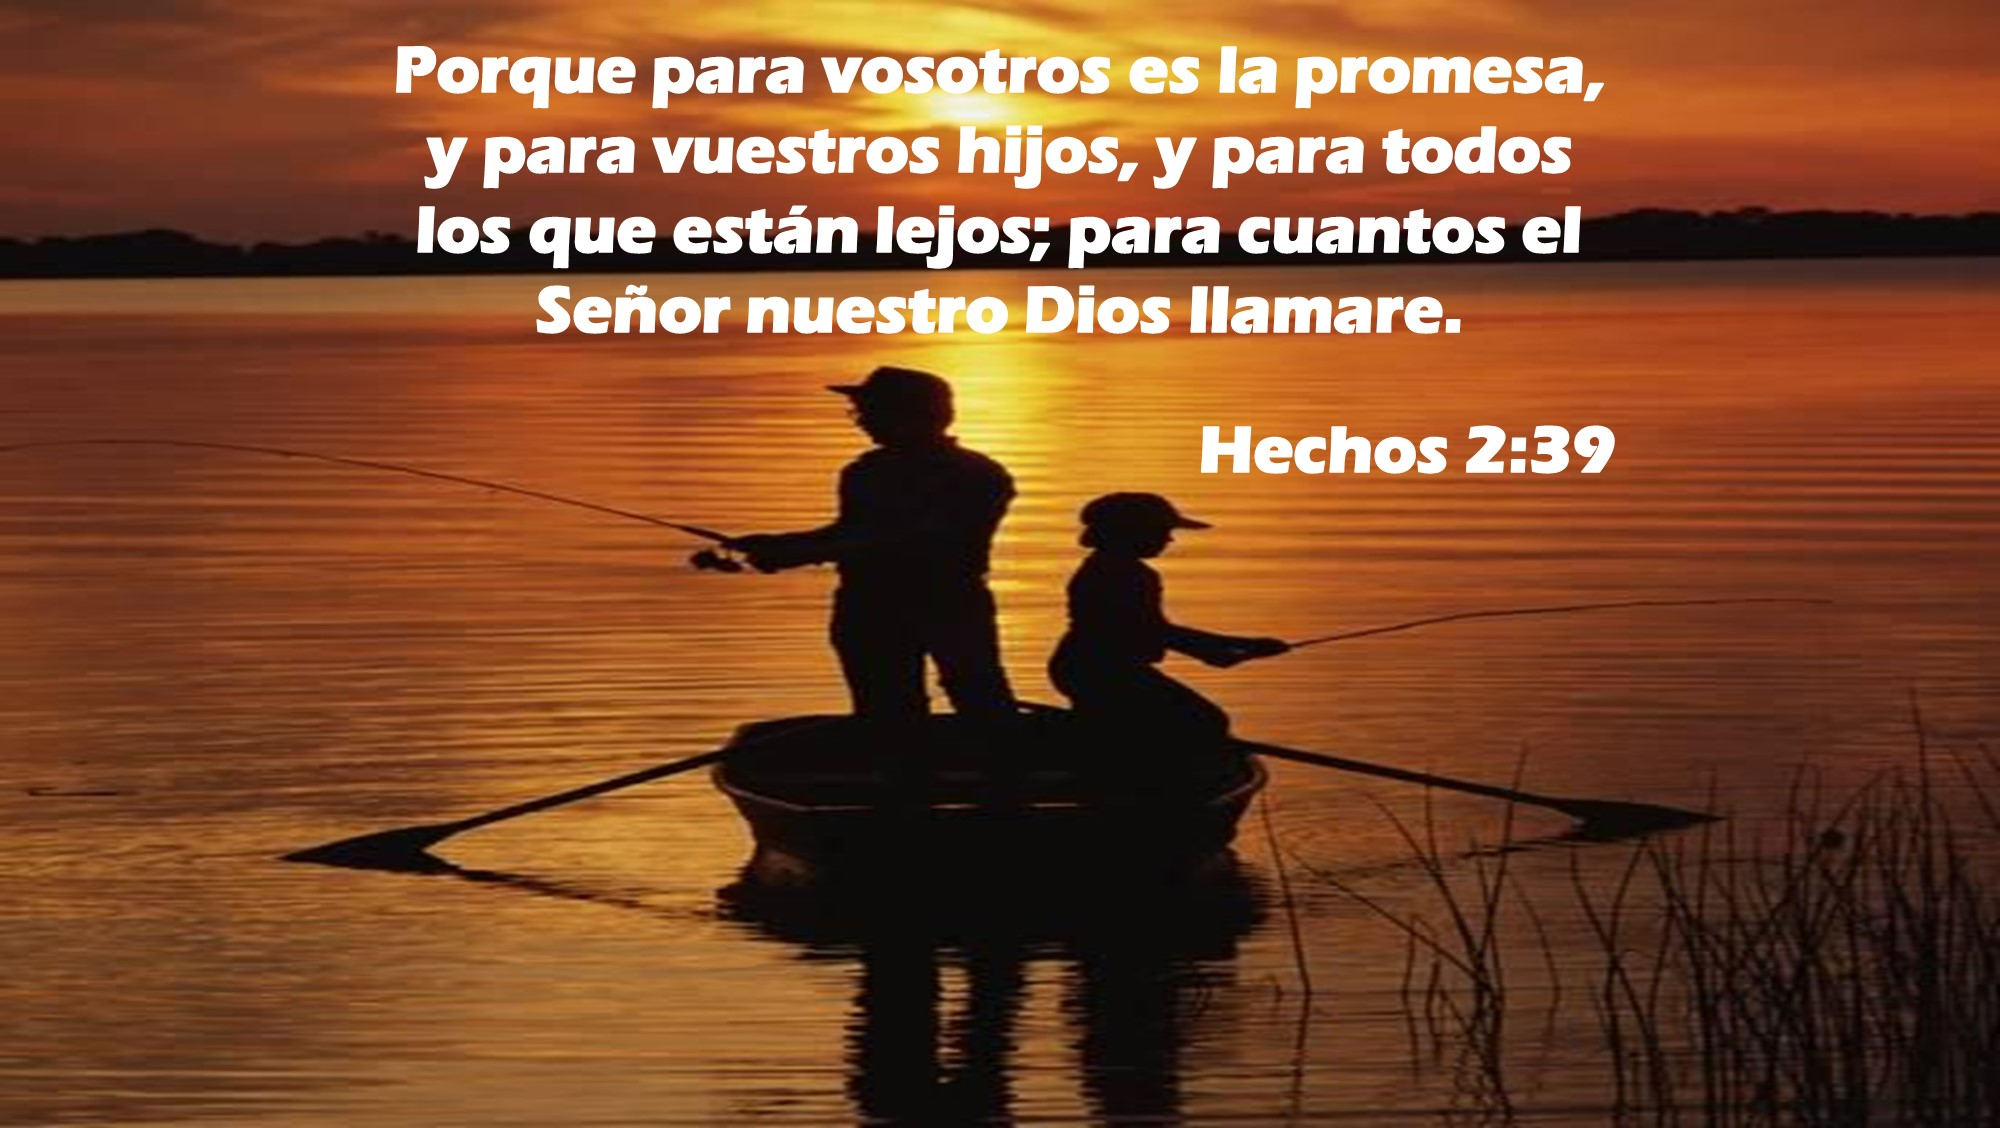 Porque para vosotros es la promesa,
y para vuestros hijos, y para todos
los que están lejos; para cuantos el
Señor nuestro Dios llamare.
Hechos 2:39